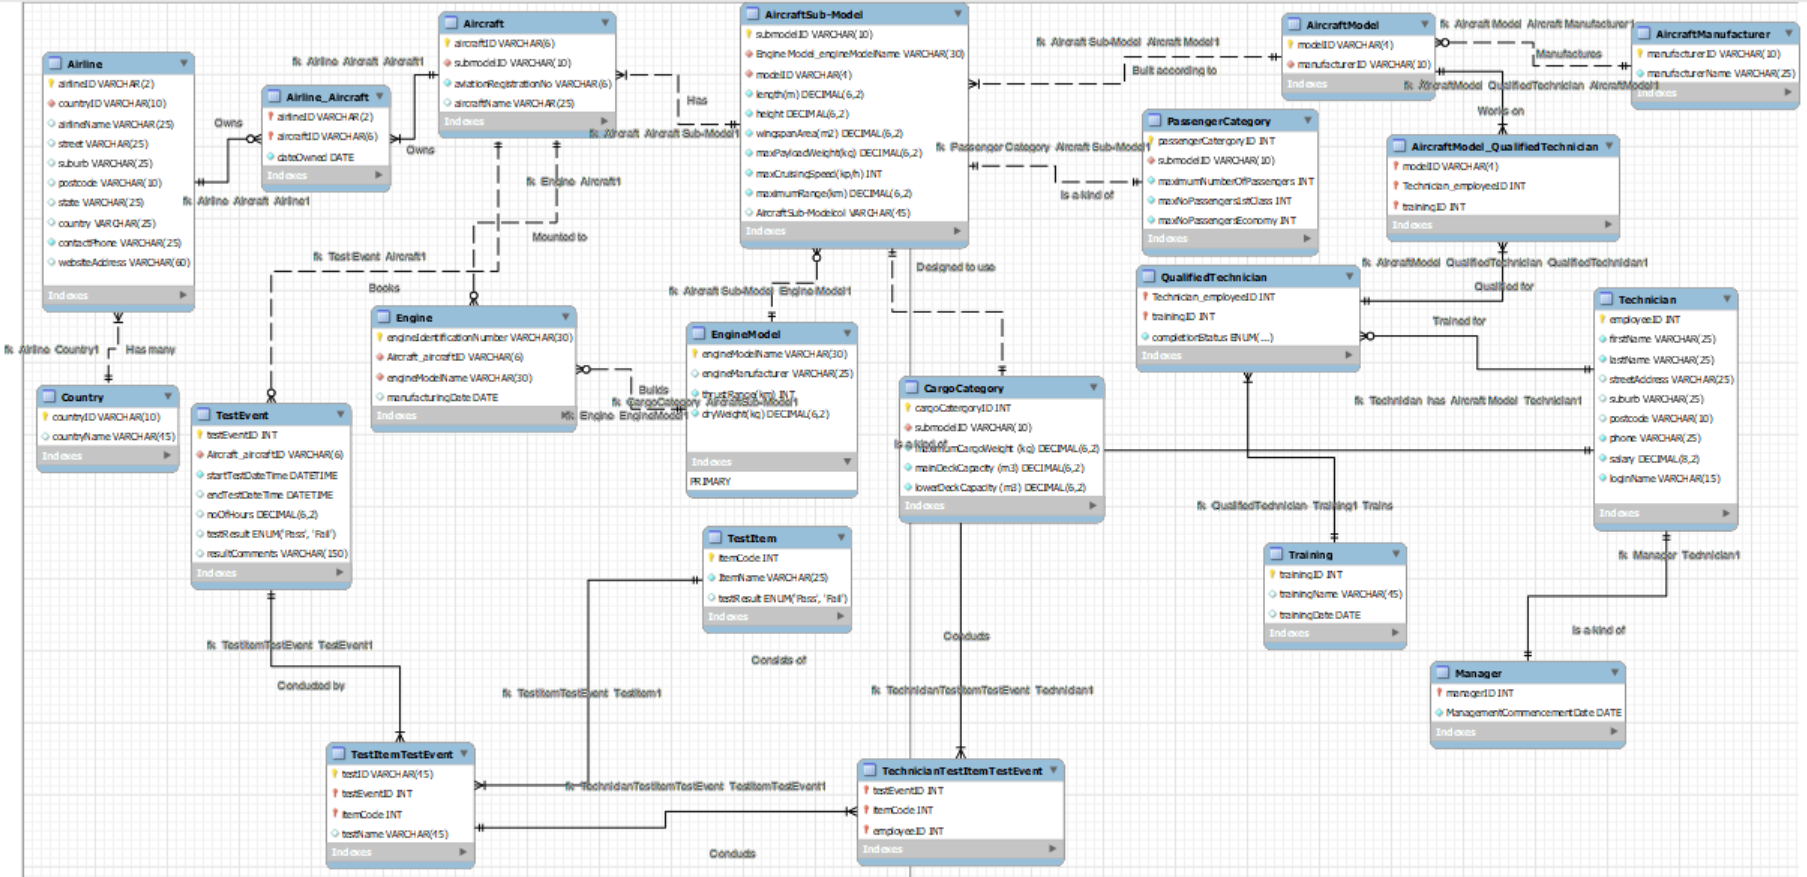 Airline
airlineID VARCHAR(2)
countryID VARCHAR(10)
airlineName VARCHAR(25)
street VARCHAR(25)
suburb VARCHAR(25)
postcode VARCHAR(10)
state VARCHAR(25)
country VARCHAR(25)
contactPhone VARCHAR(25)
websiteAddress VARCHAR(60)
Indexes
fk_Airline_Country1
Has many
Country
countryID VARCHAR(10)
countryName VARCHAR(45)
Indexes
Owns
fk_Airline_Aircraft_Aircraft1
Airline_Aircraft
airlineID VARCHAR(2)
aircraftID VARCHAR(6)
dateOwned DATE
Indexes
Owns
fk_Airline_Aircraft_Airline1
Aircraft
aircraftID VARCHAR(6)
submodelID VARCHAR(10)
aviationRegistrationNo VARCHAR(6)
aircraftName VARCHAR(25)
Indexes
Has
fk_Aircraft_Aircraft Sub-Model1
fk_Engine_Aircraft1
Mounted to
fk_TestEvent_Aircraft1
Books
AircraftSub-Model
submodelID VARCHAR(10)
Engine Model_engineModelName VARCHAR(30)
modelID VARCHAR(4)
length(m) DECIMAL(6,2)
height DECIMAL(6,2)
wingspanArea(m2) DECIMAL(6,2)
maxPayloadWeight(kg) DECIMAL(6,2)
maxCruisingSpeed(kp/h) INT
maximumRange(km) DECIMAL(6,2)
AircraftSub-Modelcol VARCHAR(45)
Indexes
fk_Aircraft Sub-Model_Aircraft Model1
Built according to
AircraftModel
modelID VARCHAR(4)
manufacturerID VARCHAR(10)
Indexes
fk_Aircraft Model_Aircraft Manufacturer1
Manufactures
AircraftManufacturer
manufacturerID VARCHAR(10)
manufacturerName VARCHAR(25)
Indexes
fk_AircraftModel_QualifiedTechnician_AircraftModel1
Works on
fk_PassengerCategory_Aircraft Sub-Model1
Is a kind of
PassengerCategory
passengerCatergoryID INT
submodelID VARCHAR(10)
maximumNumberOfPassengers INT
maxNoPassengers1stClass INT
maxNoPassengersEconomy INT
Indexes
AircraftModel_QualifiedTechnician
modelID VARCHAR(4)
Technician_employeeID INT
trainingID INT
Indexes
fk_AircraftModel_QualifiedTechnician_QualifiedTechnician1
Qualified for
QualifiedTechnician
Technician_employeeID INT
trainingID INT
completionStatus ENUM(...)
Indexes
Trained for
fk_Technician_has_Aircraft Model_Technician1
Technician
employeeID INT
firstName VARCHAR(25)
lastName VARCHAR(25)
streetAddress VARCHAR(25)
suburb VARCHAR(25)
postcode VARCHAR(10)
phone VARCHAR(25)
salary DECIMAL(8,2)
loginName VARCHAR(15)
Indexes
Engine
engineIdentificationNumber VARCHAR(30)
Aircraft_aircraftID VARCHAR(6)
engineModelName VARCHAR(30)
manufacturingDate DATE
Indexes
Builds
fk_Engine_EngineModel1
fk_Aircraft Sub-Model_Engine Model1
Designed to use
EngineModel
engineModelName VARCHAR(30)
engineManufacturer VARCHAR(25)
thrustRange(km) INT
dryWeight(kg) DECIMAL(6,2)
Indexes
PRIMARY
fk_CargoCategory_AircraftSub-Model1
CargoCategory
cargoCatergoryID INT
submodelID VARCHAR(10)
maximumCargoWeight (kg) DECIMAL(6,2)
mainDeckCapacity (m3) DECIMAL(6,2)
lowerDeckCapacity (m3) DECIMAL(6,2)
Indexes
Is a kind of
TestEvent
testEventID INT
Aircraft_aircraftID VARCHAR(6)
startTestDateTime DATETIME
endTestDateTime DATETIME
noOfHours DECIMAL(6,2)
testResult ENUM('Pass', 'Fail')
resultComments VARCHAR(150)
Indexes
fk_TestItemTestEvent_TestEvent1
Conducted by
TestItem
itemCode INT
ItemName VARCHAR(25)
testResult ENUM('Pass', 'Fail')
Indexes
Consists of
fk_TestItemTestEvent_TestItem1
fk_QualifiedTechnician_Training1
Trains
Training
trainingID INT
trainingName VARCHAR(45)
trainingDate DATE
Indexes
fk_Manager_Technician1
Is a kind of
Manager
managerID INT
ManagementCommencementDate DATE
Indexes
Conducts
fk_TechnicianTestItemTestEvent_Technician1
TestItemTestEvent
testID VARCHAR(45)
testEventID INT
itemCode INT
testName VARCHAR(45)
Indexes
fk_TechnicianTestItemTestEvent_TestItemTestEvent1
Conducts
TechnicianTestItemTestEvent
testEventID INT
itemCode INT
employeeID INT
Indexes